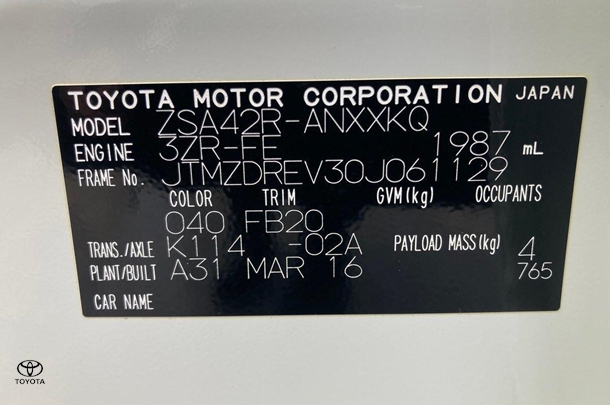 TOYOTA MOTOR CORPORATION JAPAN
MODEL ZSA42R-ANXXKQ
ENGINE 3ZR-FE 1987 mL
FRAME No. JTMZDREV30J061129
COLOR TRIM GVM(kg) OCCUPANTS
040 FB20
TRANS./AXLE K114 -02A PAYLOAD MASS(kg) 4
PLANT/BUILT A31 MAR 16 765
CAR NAME
TOYOTA